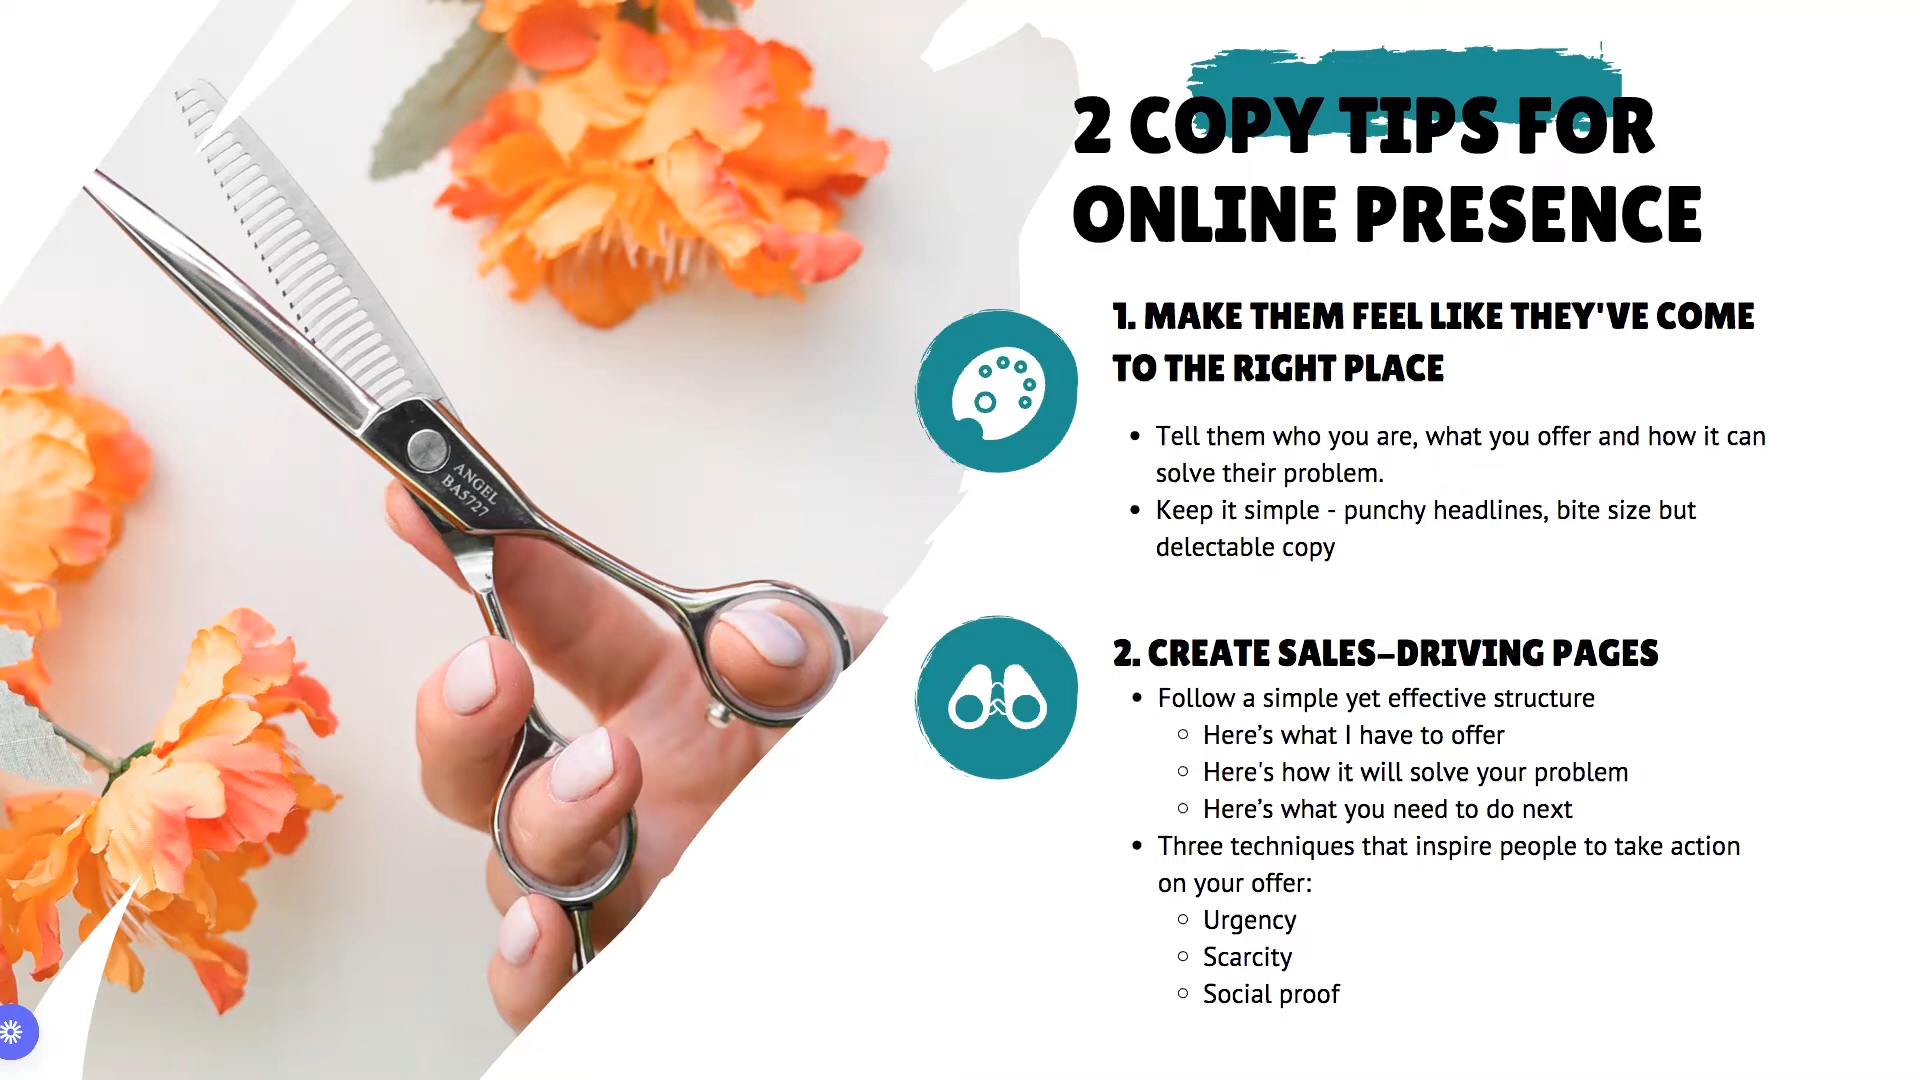 2 COPY TIPS FOR
ONLINE PRESENCE
1. MAKE THEM FEEL LIKE THEY'VE COME
TO THE RIGHT PLACE
• Tell them who you are, what you offer and how it can
solve their problem.
• Keep it simple - punchy headlines, bite size but
delectable copy
2. CREATE SALES–DRIVING PAGES
• Follow a simple yet effective structure
○ Here’s what I have to offer
○ Here's how it will solve your problem
○ Here’s what you need to do next
• Three techniques that inspire people to take action
on your offer:
○ Urgency
○ Scarcity
○ Social proof
ANGEL
BA5727